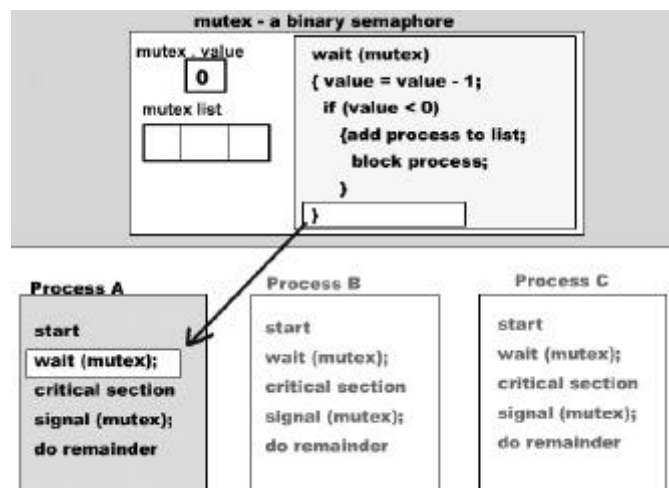 mutex - a binary semaphore
mutex . value
0
mutex list
wait (mutex)
{ value = value - 1;
if (value < 0)
{add process to list;
block process;
}
}
Process A
start
wait (mutex);
critical section
signal (mutex);
do remainder
Process B
start
wait (mutex);
critical section
signal (mutex);
do remainder
Process C
start
wait (mutex);
critical section
signal (mutex);
do remainder